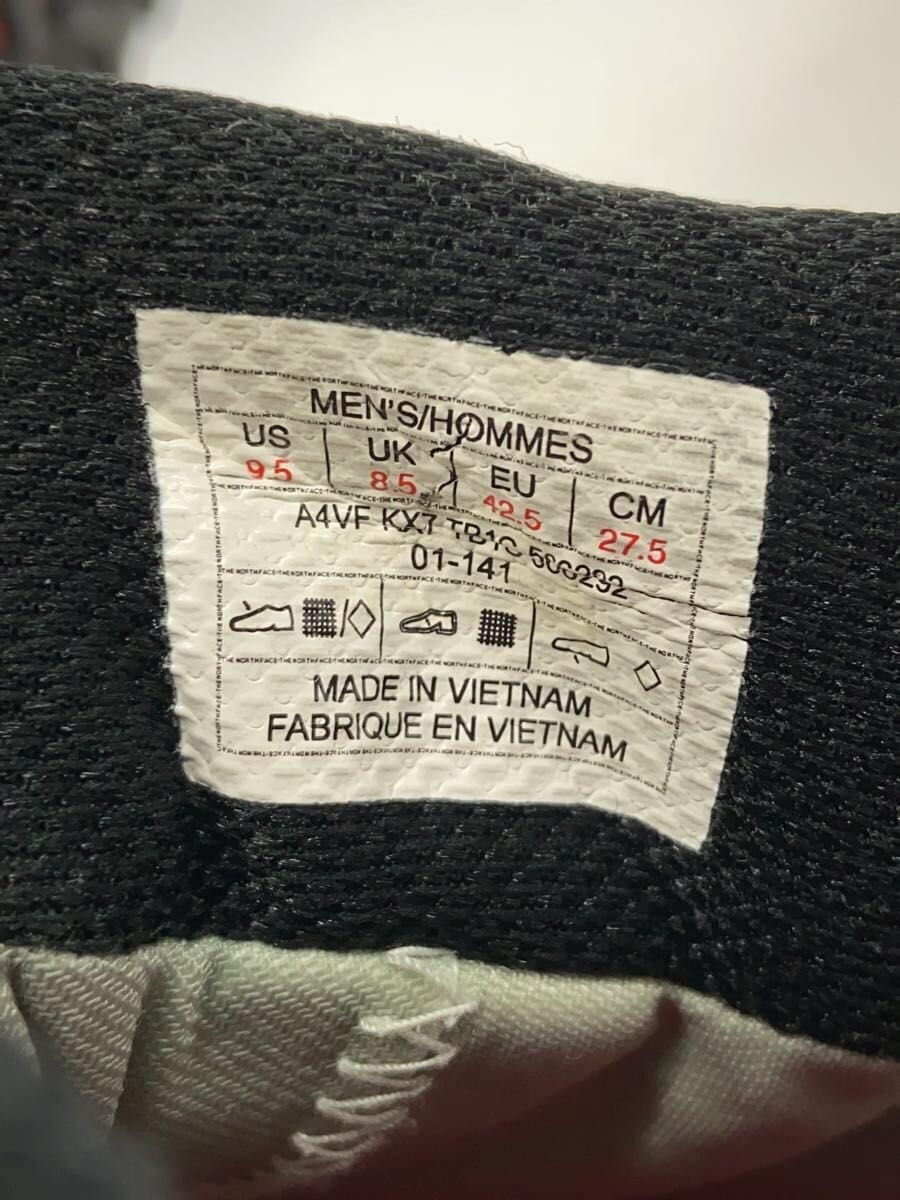 MEN'S/HOMMES
US UK EU CM
9.5 8.5 42.5 27.5
A4VF KX7
01-141
MADE IN VIETNAM
FABRIQUE EN VIETNAM